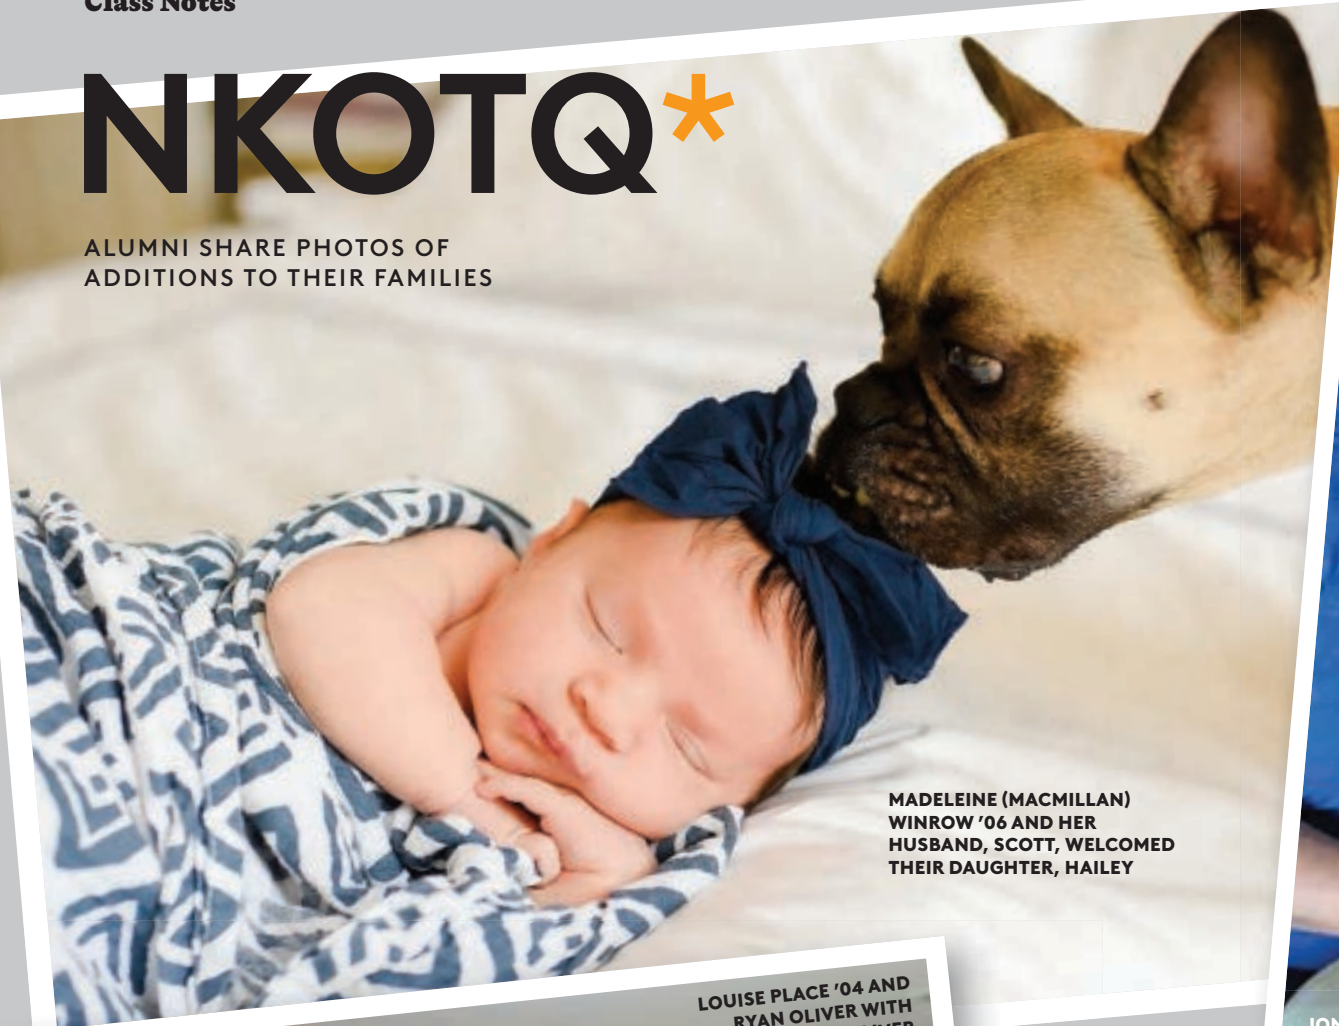 Class Notes
NKOTQ*
ALUMNI SHARE PHOTOS OF
ADDITIONS TO THEIR FAMILIES
MADELEINE (MACMILLAN)
WINROW ’06 AND HER
HUSBAND, SCOTT, WELCOMED
THEIR DAUGHTER, HAILEY
LOUISE PLACE ’04 AND
RYAN OLIVER WITH